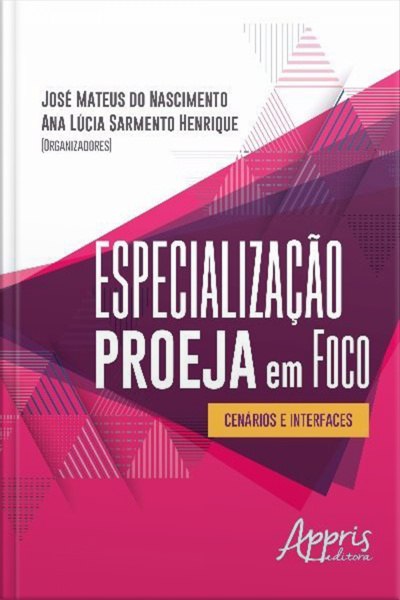 José Mateus do Nascimento
Ana Lúcia Sarmento Henrique
(Organizadores)
ESPECIALIZAÇÃO
PROEJA em Foco
CENÁRIOS E INTERFACES
Appris
editora